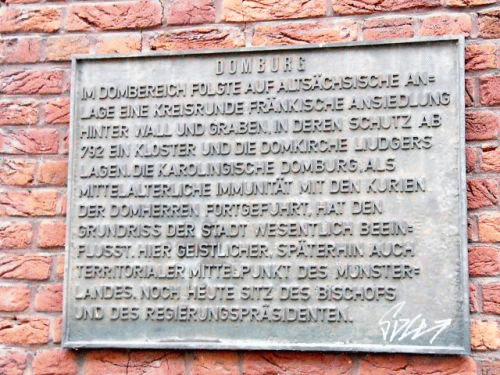 DOMBURG
IM DOMBEREICH FOLGTE AUF ALTSÄCHSISCHE AN=
LAGE EINE KREISRUNDE FRÄNKISCHE ANSIEDLUNG
HINTER WALL UND GRABEN, IN DEREN SCHUTZ AB
792 EIN KLOSTER UND DIE DOMKIRCHE LIUDGERS
LAGEN. DIE KAROLINGISCHE DOMBURG, ALS
MITTELALTERLICHE IMMUNITÄT MIT DEN KURIEN
DER DOMHERREN FORTGEFÜHRT, HAT DEN
GRUNDRISS DER STADT WESENTLICH BEEIN=
FLUSST. HIER GEISTLICHER, SPÄTERHIN AUCH
TERRITORIALER MITTELPUNKT DES MÜNSTER=
LANDES. NOCH HEUTE SITZ DES BISCHOFS
UND DES REGIERUNGSPRÄSIDENTEN.